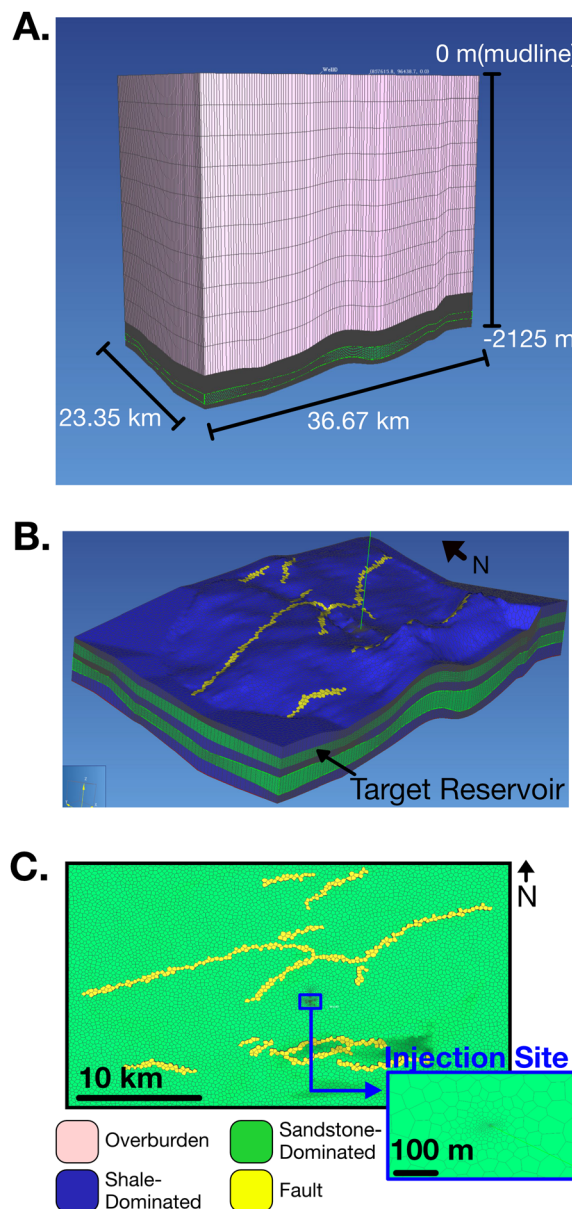 A.
0 m(mudline)
-2125 m
23.35 km
36.67 km
B.
N
Target Reservoir
C.
N
Injection Site
10 km
100 m
Overburden
Sandstone-
Dominated
Shale-
Dominated
Fault